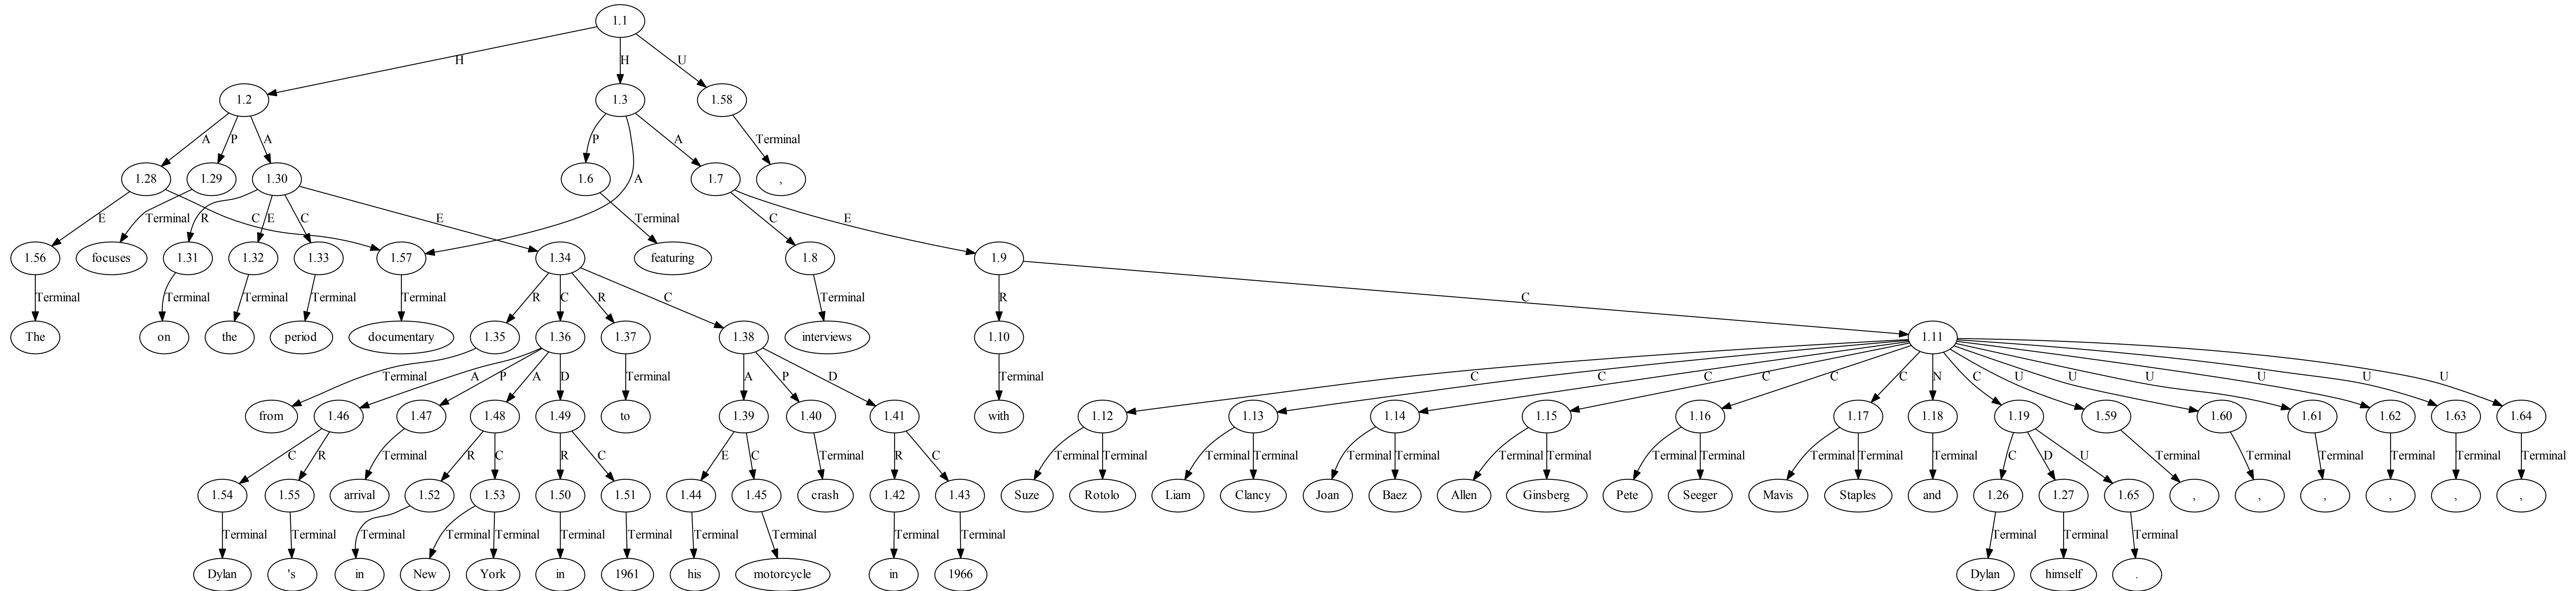 1.1
H H U
1.2 1.3 1.58
A P A P A A Terminal
1.28 1.29 1.30 1.6 1.7 ,
E Terminal R C E C E Terminal C E
1.56 focuses 1.31 1.32 1.33 1.57 1.34 featuring 1.8 1.9
Terminal Terminal Terminal Terminal Terminal R C R C Terminal R C
The on the period documentary 1.35 1.36 1.37 1.38 interviews 1.10 1.11
Terminal A P A D Terminal A P D Terminal C C C C C C N C U U U U U U
from 1.46 1.47 1.48 1.49 to 1.39 1.40 1.41 with 1.12 1.13 1.14 1.15 1.16 1.17 1.18 1.19 1.59 1.60 1.61 1.62 1.63 1.64
C R Terminal R C R C E C Terminal R C Terminal Terminal Terminal Terminal Terminal Terminal Terminal Terminal Terminal Terminal Terminal Terminal Terminal C D U Terminal Terminal Terminal Terminal Terminal Terminal
1.54 1.55 arrival 1.52 1.53 1.50 1.51 1.44 1.45 crash 1.42 1.43 Suze Rotolo Liam Clancy Joan Baez Allen Ginsberg Pete Seeger Mavis Staples and 1.26 1.27 1.65 , , , , , ,
Terminal Terminal Terminal Terminal Terminal Terminal Terminal Terminal Terminal Terminal Terminal Terminal Terminal Terminal
Dylan 's in New York in 1961 his motorcycle in 1966 Dylan himself .